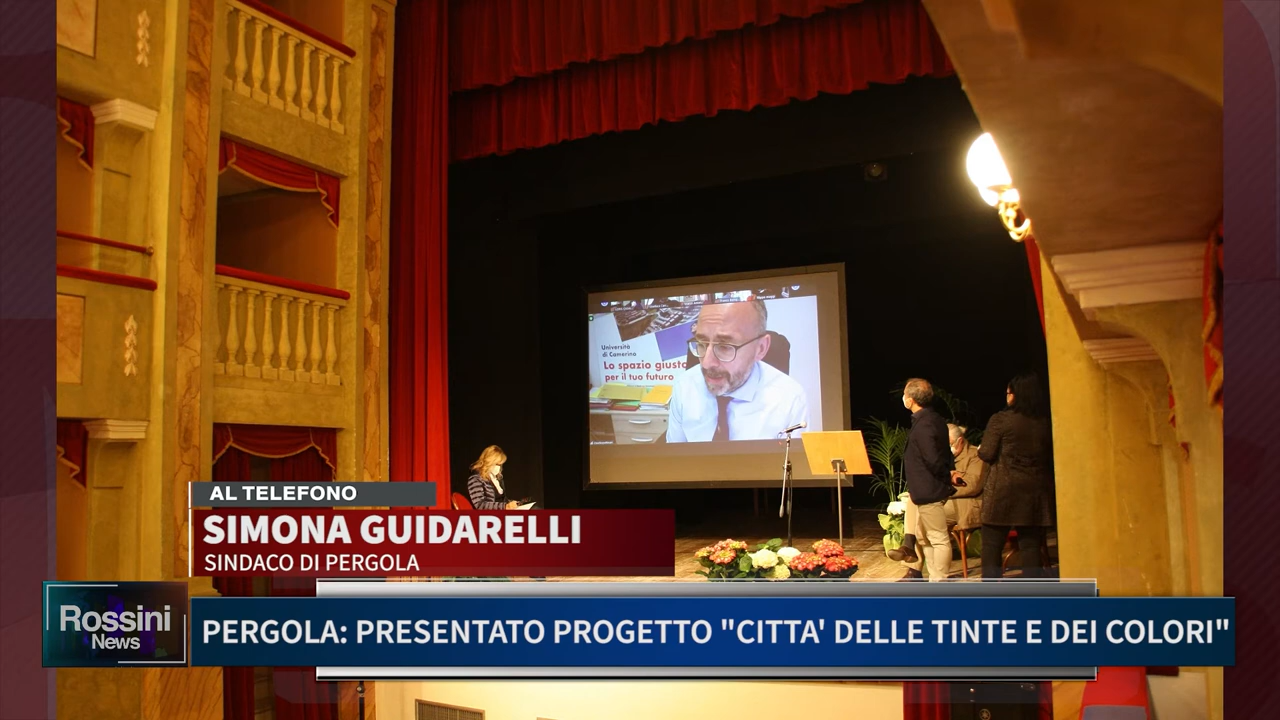 Università
di Camerino
Lo spazio giusto
per il tuo futuro
AL TELEFONO
SIMONA GUIDARELLI
SINDACO DI PERGOLA
Rossini
News
PERGOLA: PRESENTATO PROGETTO "CITTA' DELLE TINTE E DEI COLORI"